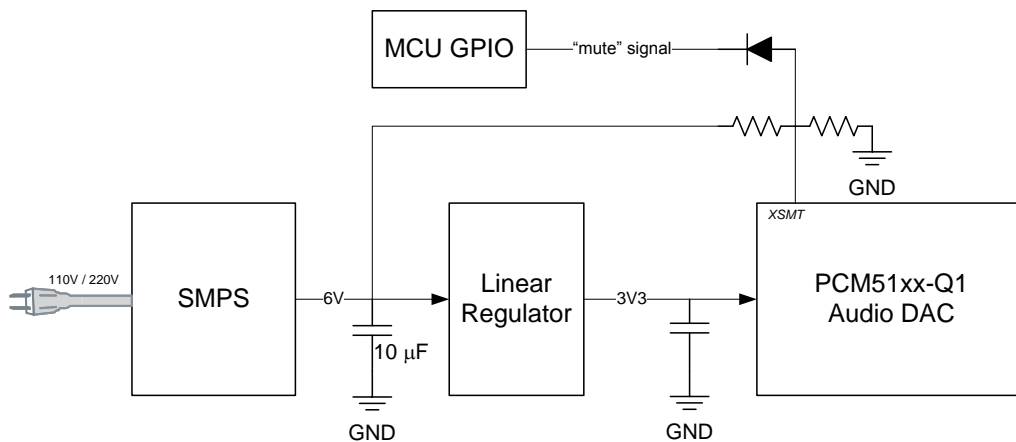 MCU GPIO
“mute” signal
GND
XSMT
110V / 220V
SMPS
6V
Linear
Regulator
3V3
PCM51xx-Q1
Audio DAC
10 μF
GND
GND